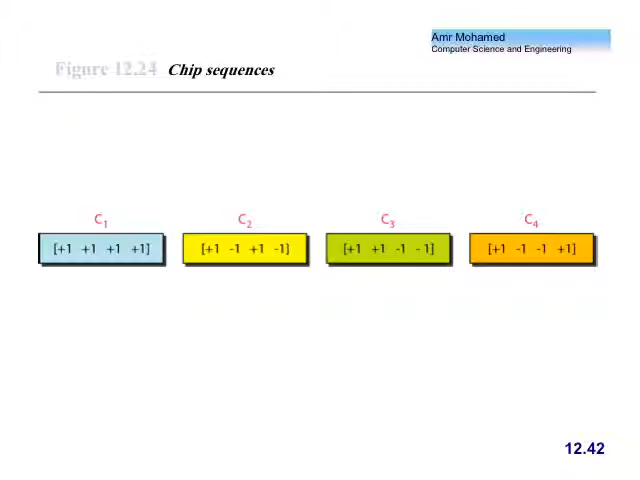 Amr Mohamed
Computer Science and Engineering
Figure 12.24 Chip sequences
C1 C2 C3 C4
[+1 +1 +1 +1] [+1 -1 +1 -1] [+1 +1 -1 -1] [+1 -1 -1 +1]
12.42